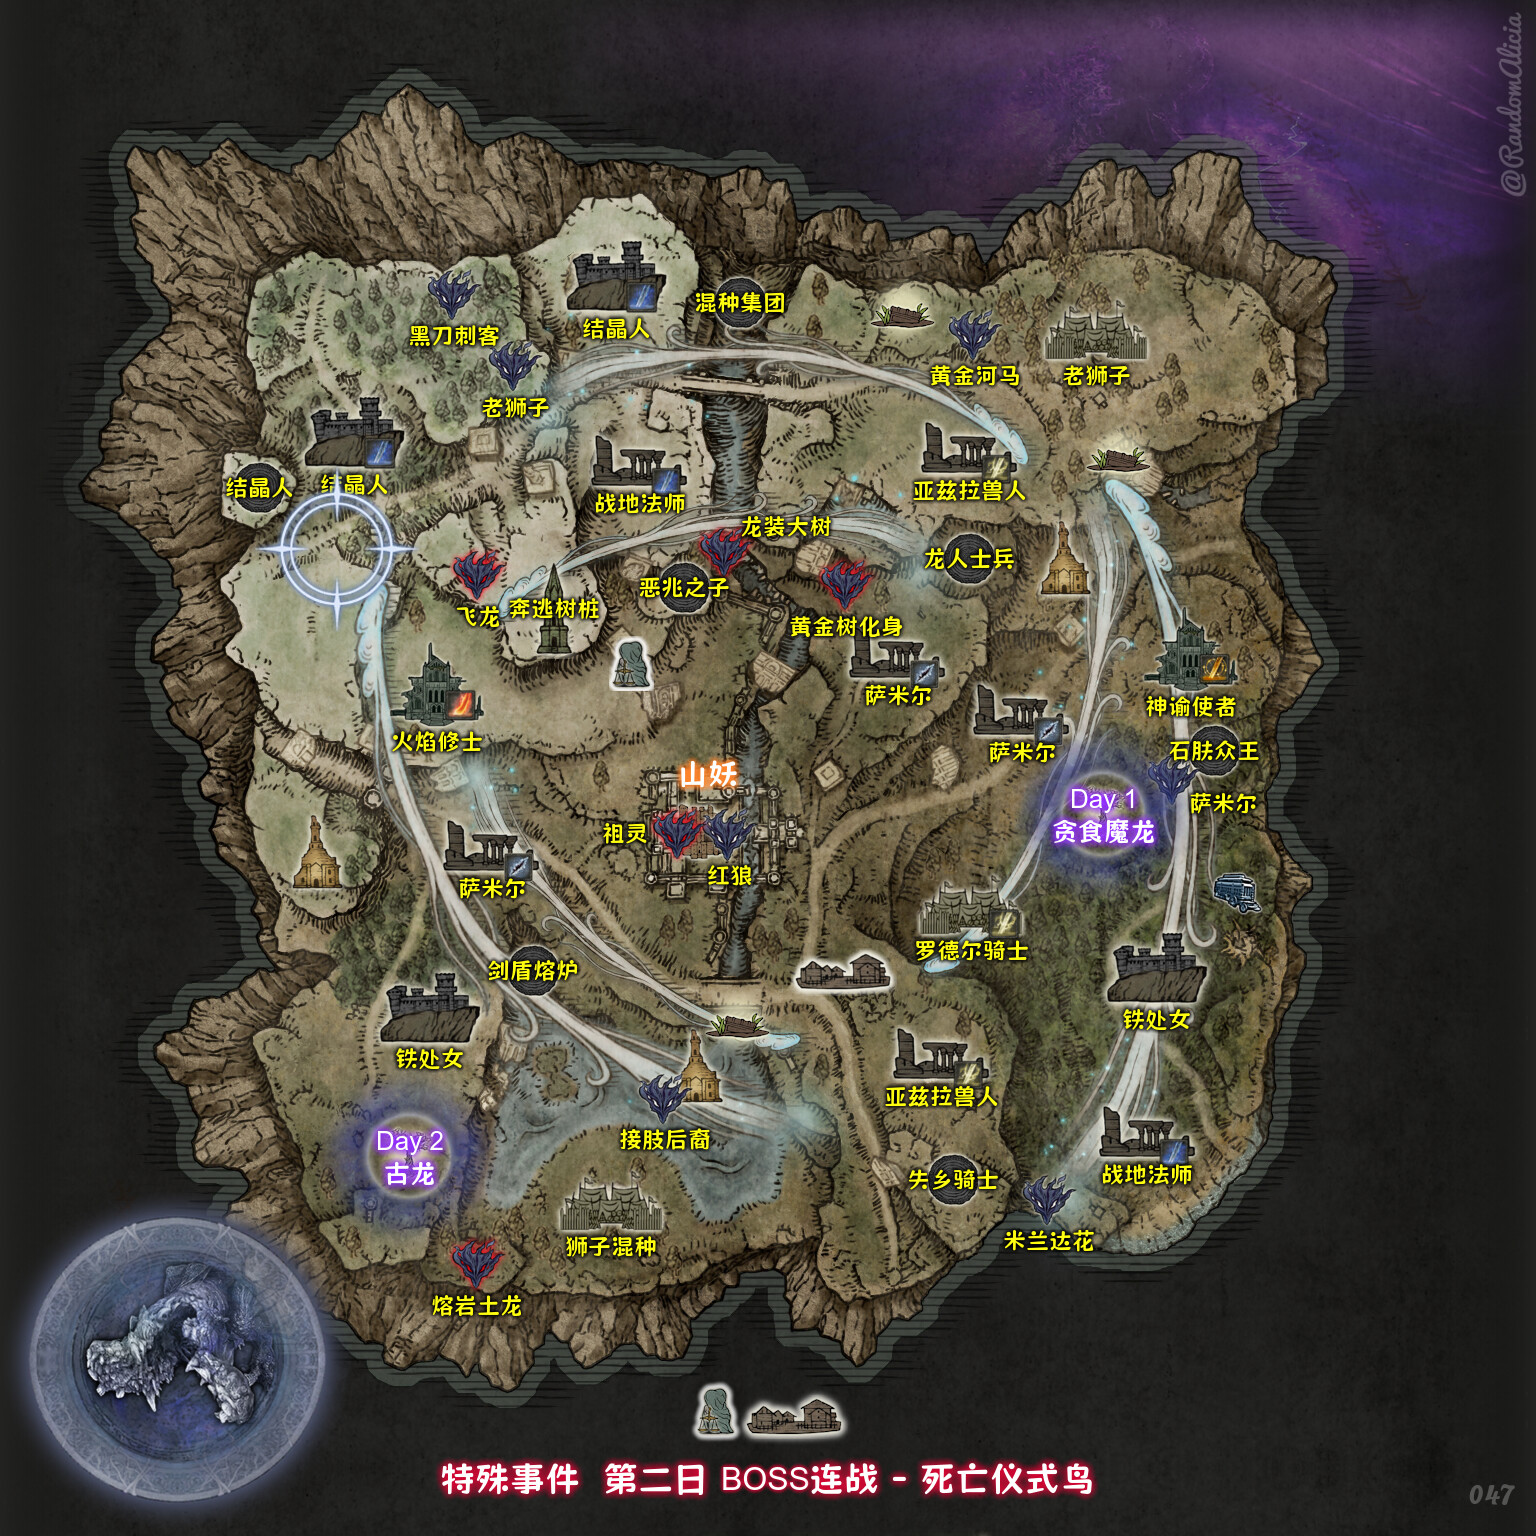 @RandomAlicia
黑刀刺客
结晶人
混种集团
黄金河马
老狮子
老狮子
结晶人
结晶人
战地法师
亚兹拉兽人
龙装大树
龙人士兵
恶兆之子
飞龙
奔逃树桩
黄金树化身
萨米尔
神谕使者
火焰修士
萨米尔
石肤众王
山妖
Day 1
贪食魔龙
萨米尔
祖灵
红狼
萨米尔
罗德尔骑士
剑盾熔炉
铁处女
铁处女
亚兹拉兽人
Day 2
古龙
接肢后裔
失乡骑士
战地法师
狮子混种
米兰达花
熔岩土龙
特殊事件 第二日 BOSS连战 - 死亡仪式鸟
047